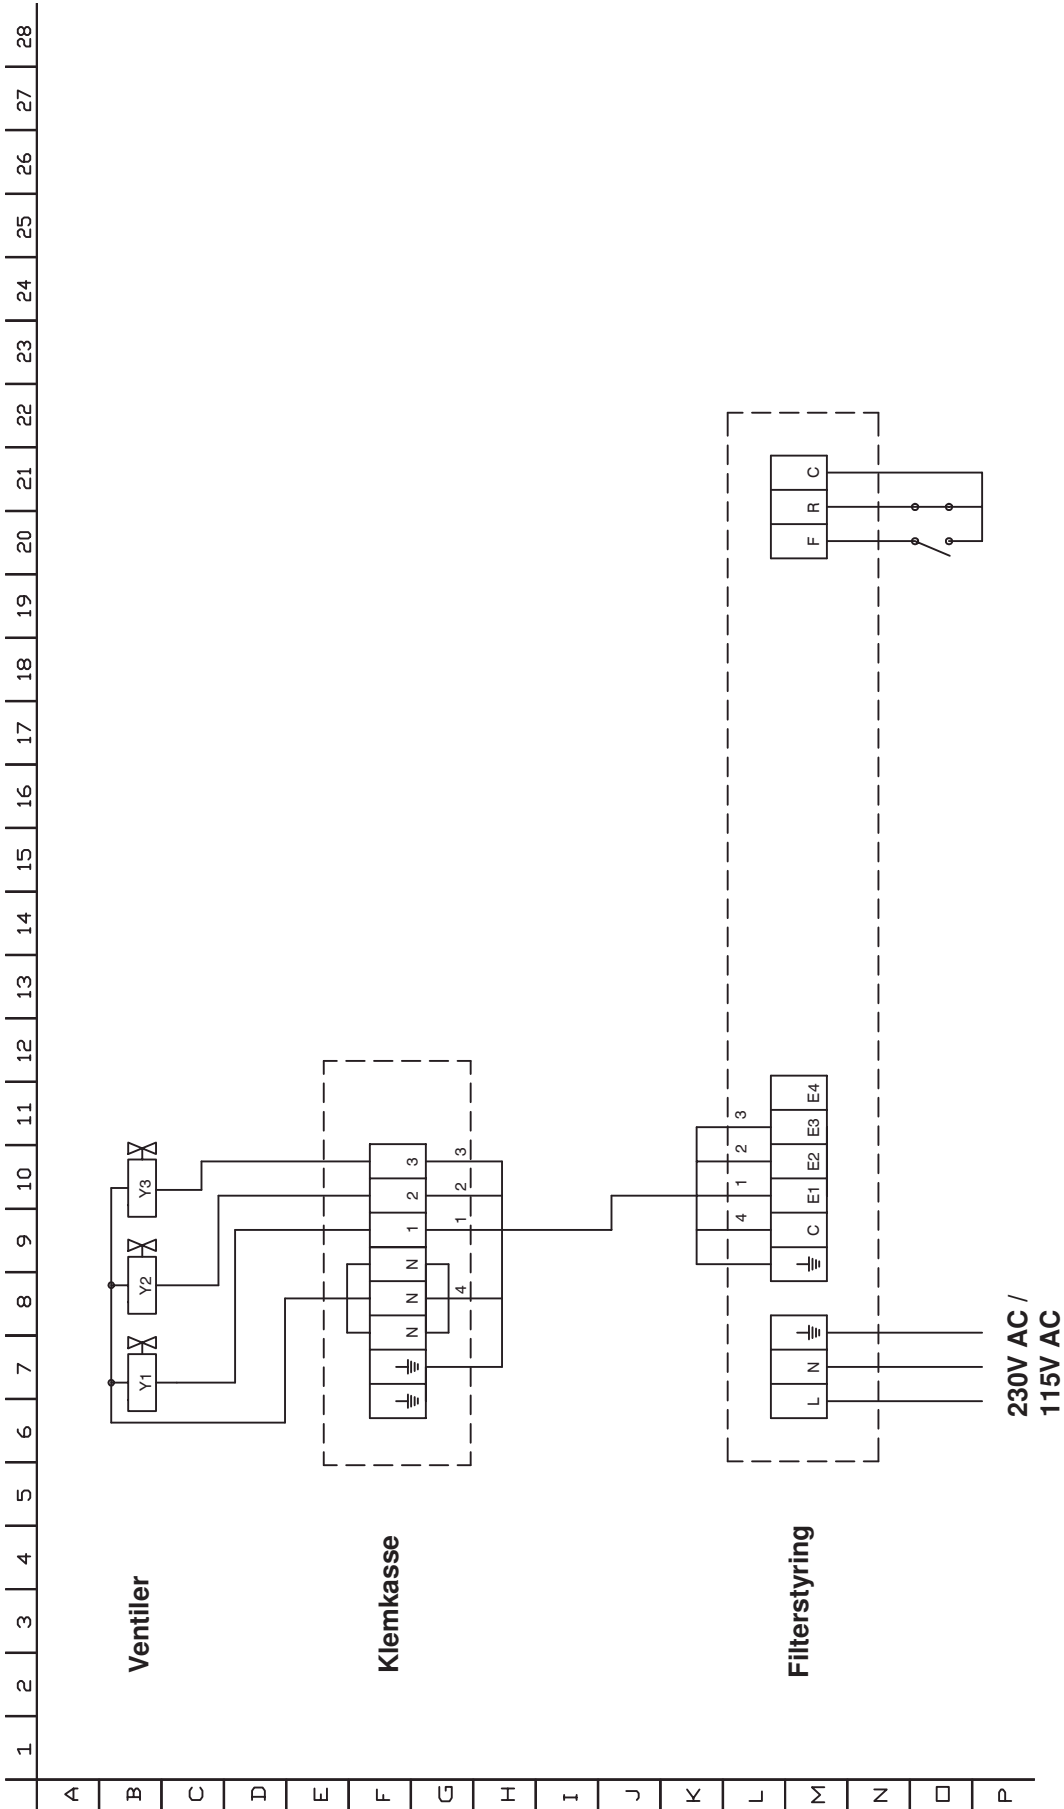 1 2 3 4 5 6 7 8 9 10 11 12 13 14 15 16 17 18 19 20 21 22 23 24 25 26 27 28
A
B
C
D
E
F
G
H
I
J
K
L
M
N
O
P
Ventiler
Y1 Y2 Y3
Klemkasse
N N N 1 2 3
4 1 2 3
Filterstyring
4 1 2 3
L N C E1 E2 E3 E4 F R C
230V AC /
115V AC